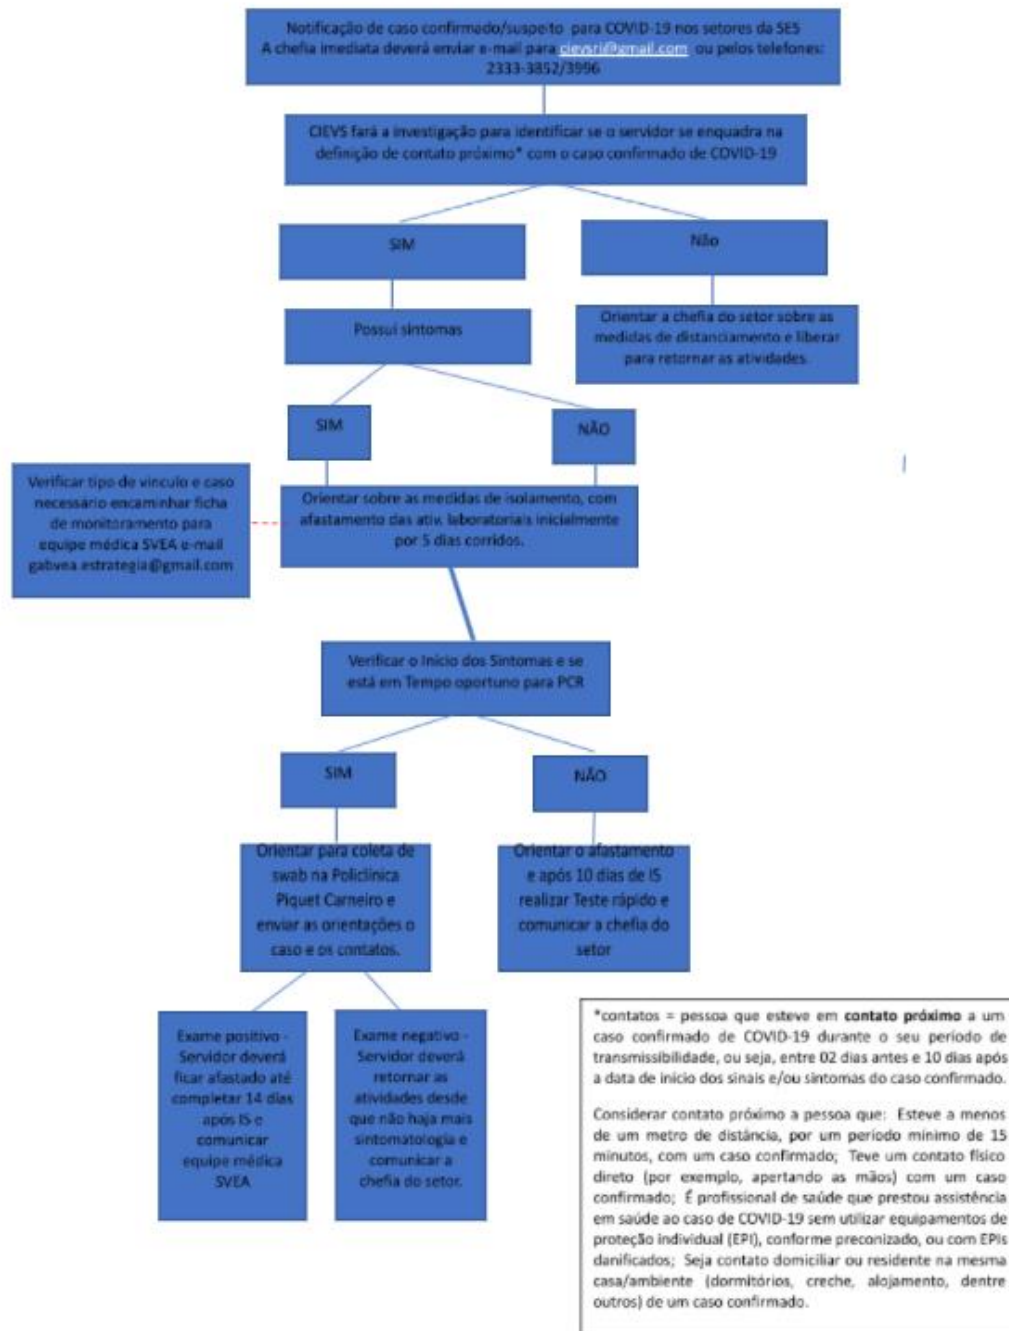 Notificação de caso confirmado/suspeito para COVID-19 nos setores da SES
A chefia imediata deverá enviar e-mail para cievsrj@gmail.com ou pelos telefones:
2333-3852/3996
CIEVS fará a investigação para identificar se o servidor se enquadra na
definição de contato próximo* com o caso confirmado de COVID-19
SIM
Não
Possui sintomas
Orientar a chefia do setor sobre as
medidas de distanciamento e liberar
para retornar as atividades.
SIM
NÃO
Verificar tipo de vinculo e caso
necessário encaminhar ficha
de monitoramento para
equipe médica SVEA e-mail
gabvea.estrategia@gmail.com
Orientar sobre as medidas de isolamento, com
afastamento das ativ. laboratoriais inicialmente
por 5 dias corridos.
Verificar o Início dos Sintomas e se
está em Tempo oportuno para PCR
SIM
NÃO
Orientar para coleta de
swab na Policlínica
Piquet Carneiro e
enviar as orientações o
caso e os contatos.
Orientar o afastamento
e após 10 dias de IS
realizar Teste rápido e
comunicar a chefia do
setor
Exame positivo -
Servidor deverá
ficar afastado até
completar 14 dias
após IS e
comunicar
equipe médica
SVEA
Exame negativo -
Servidor deverá
retornar as
atividades desde
que não haja mais
sintomatologia e
comunicar a
chefia do setor.
*contatos = pessoa que esteve em contato próximo a um
caso confirmado de COVID-19 durante o seu período de
transmissibilidade, ou seja, entre 02 dias antes e 10 dias após
a data de início dos sinais e/ou sintomas do caso confirmado.
Considerar contato próximo a pessoa que: Esteve a menos
de um metro de distância, por um período mínimo de 15
minutos, com um caso confirmado; Teve um contato físico
direto (por exemplo, apertando as mãos) com um caso
confirmado; É profissional de saúde que prestou assistência
em saúde ao caso de COVID-19 sem utilizar equipamentos de
proteção individual (EPI), conforme preconizado, ou com EPIs
danificados; Seja contato domiciliar ou residente na mesma
casa/ambiente (dormitórios, creche, alojamento, dentre
outros) de um caso confirmado.